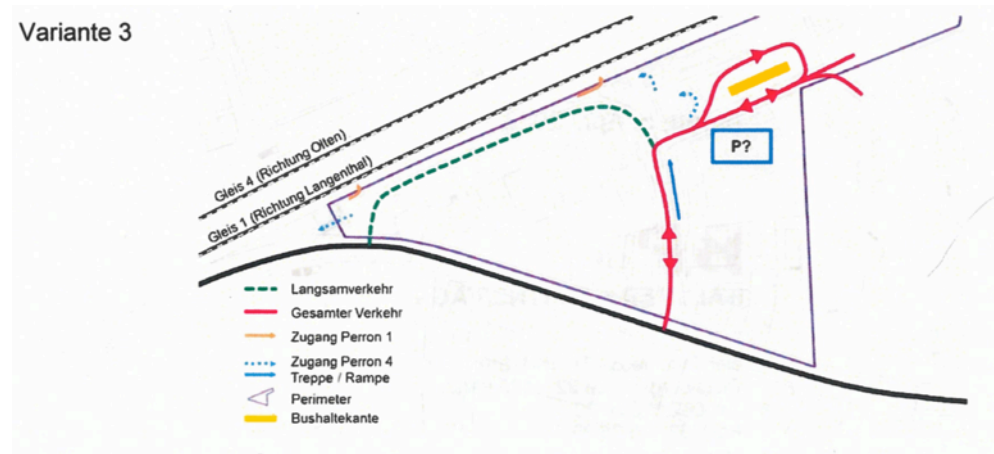 Variante 3
Gleis 4 (Richtung Olten)
Gleis 1 (Richtung Langenthal)
P?
Langsamverkehr
Gesamter Verkehr
Zugang Perron 1
Zugang Perron 4
Treppe / Rampe
Perimeter
Bushaltekante